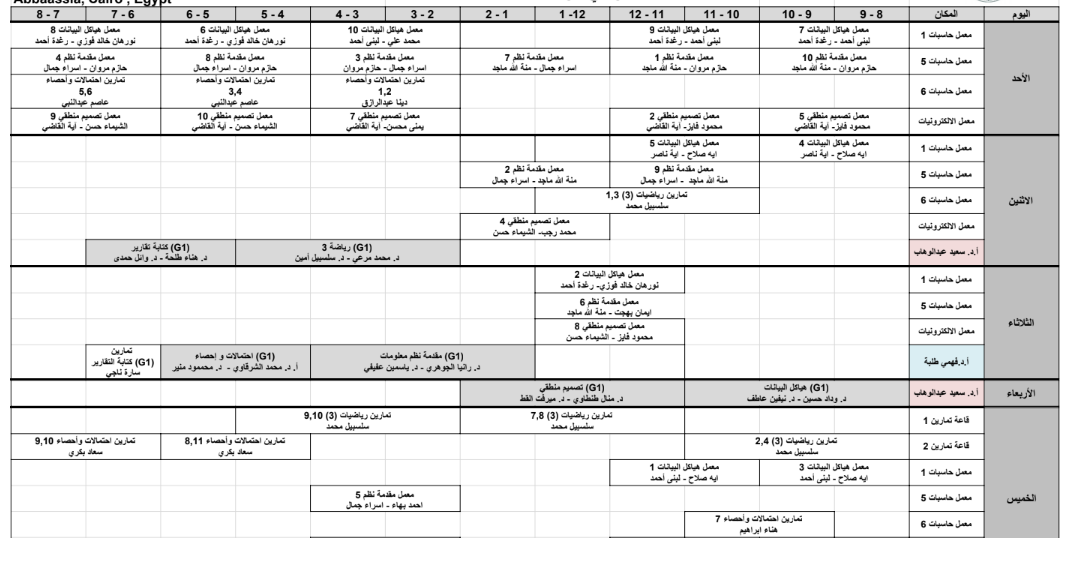 Abbaassia, Cairo , Egypt
اليوم المكان 9 - 8 10 - 9 11 - 10 12 - 11 1 -12 2 - 1 3 - 2 4 - 3 5 - 4 6 - 5 7 - 6 8 - 7
الأحد
معمل حاسبات 1
معمل هياكل البيانات 7
لبنى أحمد - رغدة أحمد
معمل هياكل البيانات 9
لبنى أحمد - رغدة أحمد
معمل هياكل البيانات 10
محمد علي - لبنى أحمد
معمل هياكل البيانات 6
نورهان خالد فوزي - رغدة أحمد
معمل هياكل البيانات 8
نورهان خالد فوزي - رغدة أحمد
معمل حاسبات 5
معمل مقدمة نظم 10
حازم مروان - منة الله ماجد
معمل مقدمة نظم 1
حازم مروان - منة الله ماجد
معمل مقدمة نظم 7
اسراء جمال - منة الله ماجد
معمل مقدمة نظم 3
إسراء جمال - حازم مروان
معمل مقدمة نظم 8
حازم مروان - اسراء جمال
معمل مقدمة نظم 4
حازم مروان - اسراء جمال
معمل حاسبات 6
تمارين احتمالات وأحصاء
1,2
دينا عبدالرازق
تمارين احتمالات وأحصاء
3,4
عاصم عبدالنبي
تمارين احتمالات وأحصاء
5,6
عاصم عبدالنبي
معمل الالكترونيات
معمل تصميم منطقي 5
محمود فايز- أية القاضي
معمل تصميم منطقي 2
محمود فايز- أية القاضي
معمل تصميم منطقي 7
يمنى محسن- أية القاضي
معمل تصميم منطقي 10
الشيماء حسن - أية القاضي
معمل تصميم منطقي 9
الشيماء حسن - أية القاضي
الاثنين
معمل حاسبات 1
معمل هياكل البيانات 4
ايه صلاح - اية ناصر
معمل هياكل البيانات 5
ايه صلاح - اية ناصر
معمل حاسبات 5
معمل مقدمة نظم 9
منة الله ماجد - اسراء جمال
معمل مقدمة نظم 2
منة الله ماجد - اسراء جمال
معمل حاسبات 6
تمارين رياضيات (3) 1,3
سلسبيل محمد
معمل الالكترونيات
معمل تصميم منطقي 4
محمد رجب- الشيماء حسن
أ.د. سعيد عبدالوهاب
(G1) رياضة 3
د. محمد مرعي - د. سلسبيل أمين
(G1) كتابة تقارير
د. هناء طلحة - د. وائل حمدى
الثلاثاء
معمل حاسبات 1
معمل هياكل البيانات 2
نورهان خالد فوزي- رغدة أحمد
معمل حاسبات 5
معمل مقدمة نظم 6
ايمان بهجت - منة الله ماجد
معمل الالكترونيات
معمل تصميم منطقي 8
محمود فايز - الشيماء حسن
أ.د.فهمي طلبة
(G1) مقدمة نظم معلومات
د. رانيا الجوهري - د. ياسمين عفيفي
(G1) احتمالات و إحصاء
أ. د. محمد الشرقاوي - د. محممود منير
تمارين
(G1) كتابة التقارير
سارة ناجي
الأربعاء
أ.د. سعيد عبدالوهاب
(G1) هياكل البيانات
د. وداد حسين - د. نيفين عاطف
(G1) تصميم منطقي
د. منال طنطاوي - د. ميرفت القط
الخميس
قاعة تمارين 1
تمارين رياضيات (3) 7,8
سلسبيل محمد
تمارين رياضيات (3) 9,10
سلسبيل محمد
قاعة تمارين 2
تمارين رياضيات (3) 2,4
سلسبيل محمد
تمارين احتمالات وأحصاء 8,11
سعاد بكري
تمارين احتمالات وأحصاء 9,10
سعاد بكري
معمل حاسبات 1
معمل هياكل البيانات 3
ايه صلاح - لبنى أحمد
معمل هياكل البيانات 1
ايه صلاح - لبنى أحمد
معمل حاسبات 5
معمل مقدمة نظم 5
احمد بهاء - اسراء جمال
معمل حاسبات 6
تمارين احتمالات وأحصاء 7
هناء ابراهيم